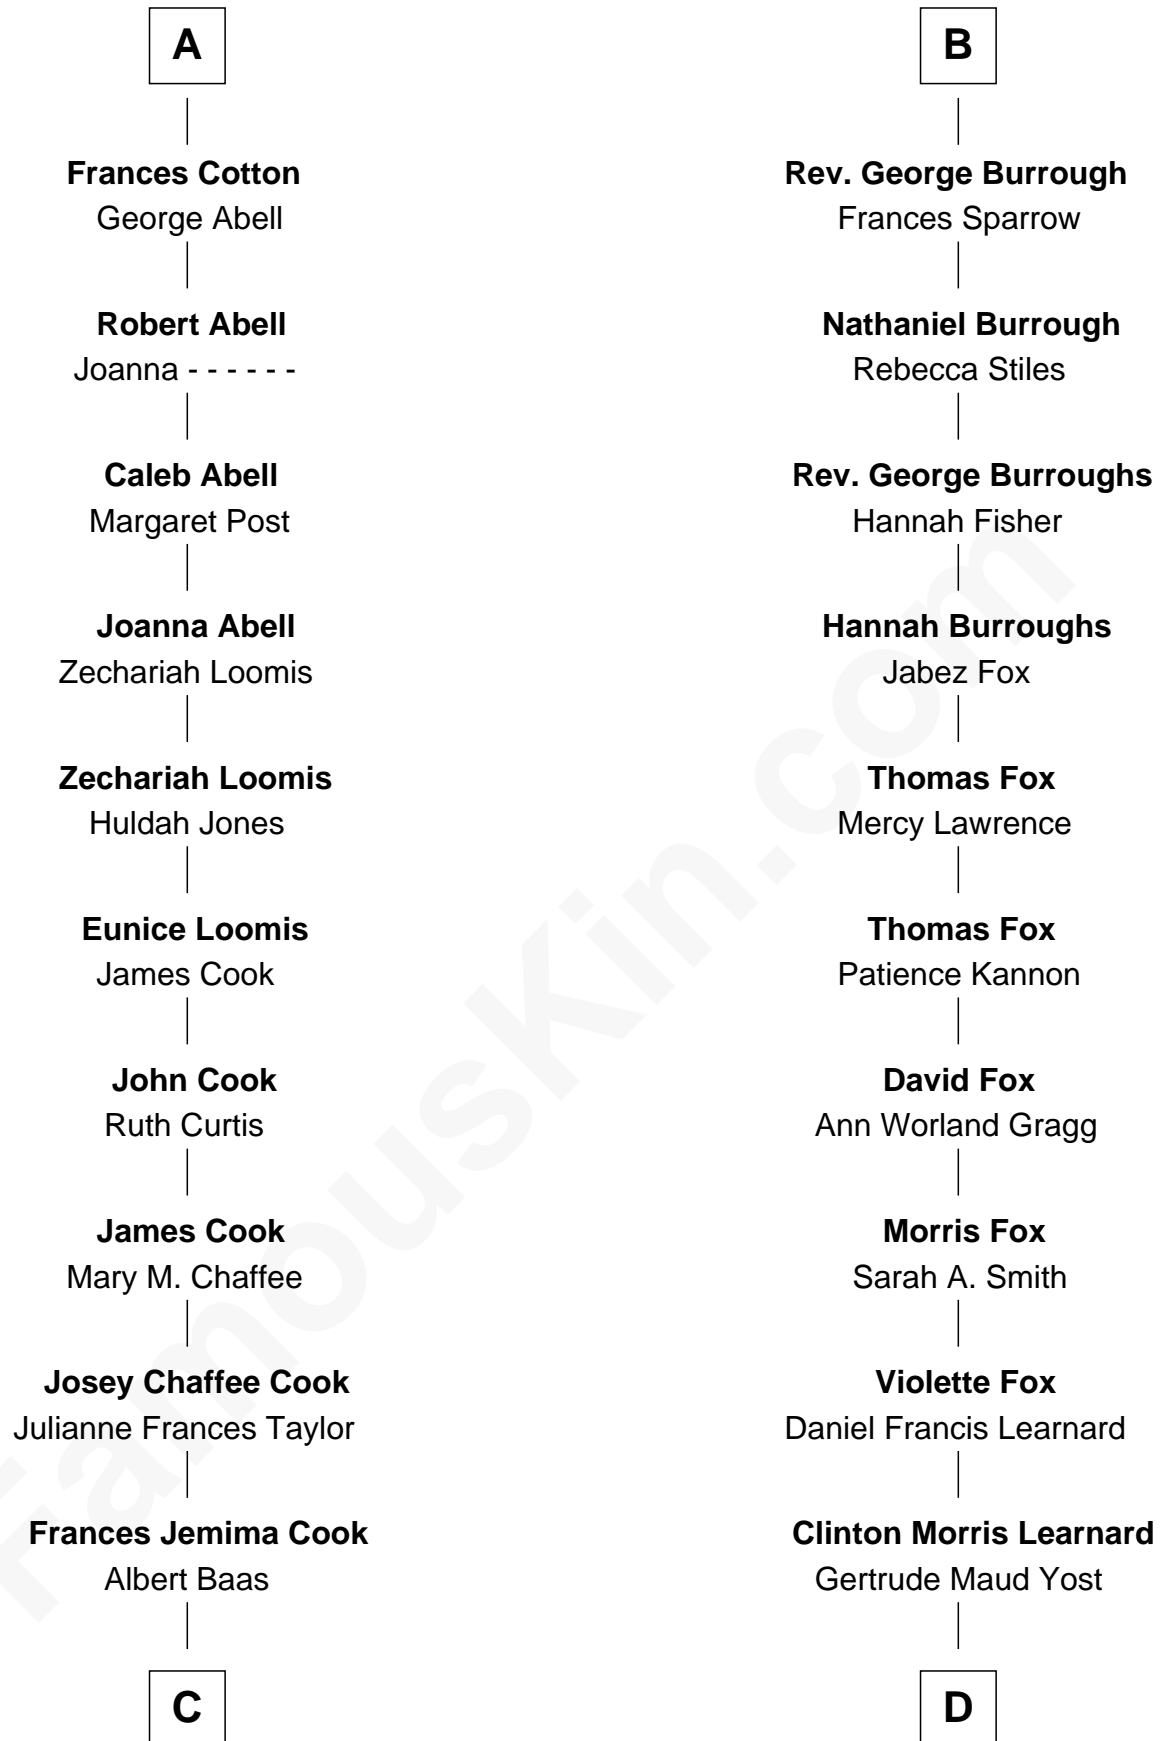 A
Frances Cotton
George Abell
Robert Abell
Joanna - - - - - -
Caleb Abell
Margaret Post
Joanna Abell
Zechariah Loomis
Zechariah Loomis
Huldah Jones
Eunice Loomis
James Cook
John Cook
Ruth Curtis
James Cook
Mary M. Chaffee
Josey Chaffee Cook
Julianne Frances Taylor
Frances Jemima Cook
Albert Baas
C
B
Rev. George Burrough
Frances Sparrow
Nathaniel Burrough
Rebecca Stiles
Rev. George Burroughs
Hannah Fisher
Hannah Burroughs
Jabez Fox
Thomas Fox
Mercy Lawrence
Thomas Fox
Patience Kannon
David Fox
Ann Worland Gragg
Morris Fox
Sarah A. Smith
Violette Fox
Daniel Francis Learnard
Clinton Morris Learnard
Gertrude Maud Yost
D
FamousKin.com